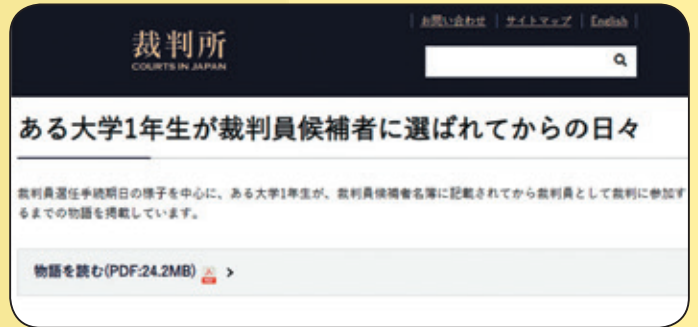 お問い合わせ | サイトマップ | English
裁判所
COURTS IN JAPAN
ある大学1年生が裁判員候補者に選ばれてからの日々
裁判員選任手続期日の様子を中心に、ある大学1年生が、裁判員候補者名簿に記載されてから裁判員として裁判に参加す
るまでの物語を掲載しています。
物語を読む(PDF:24.2MB)